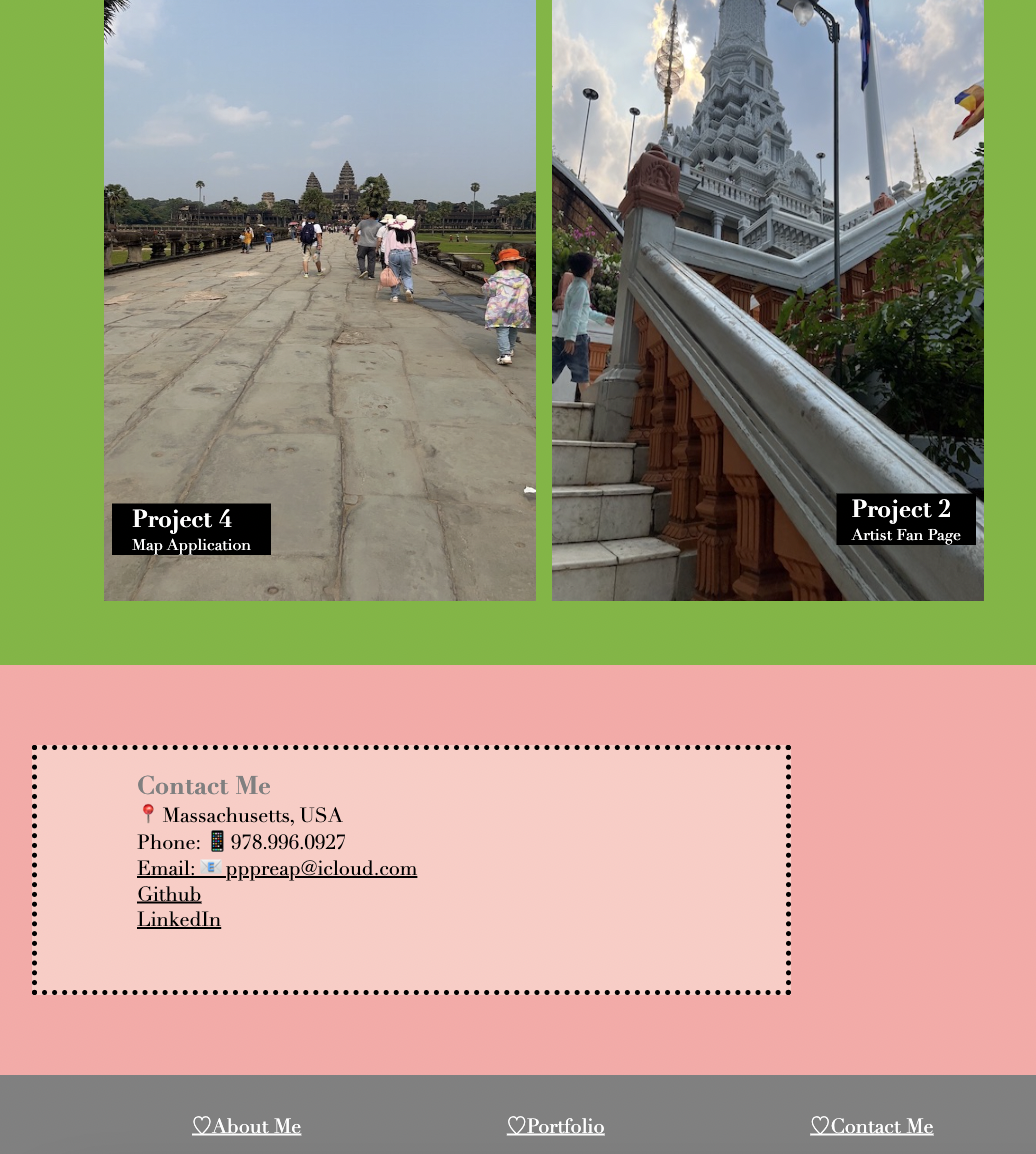 Project 4
Map Application
Project 2
Artist Fan Page
Contact Me
📍 Massachusetts, USA
Phone: 📱978.996.0927
Email: 📧pppreap@icloud.com
Github
LinkedIn
♡About Me
♡Portfolio
♡Contact Me